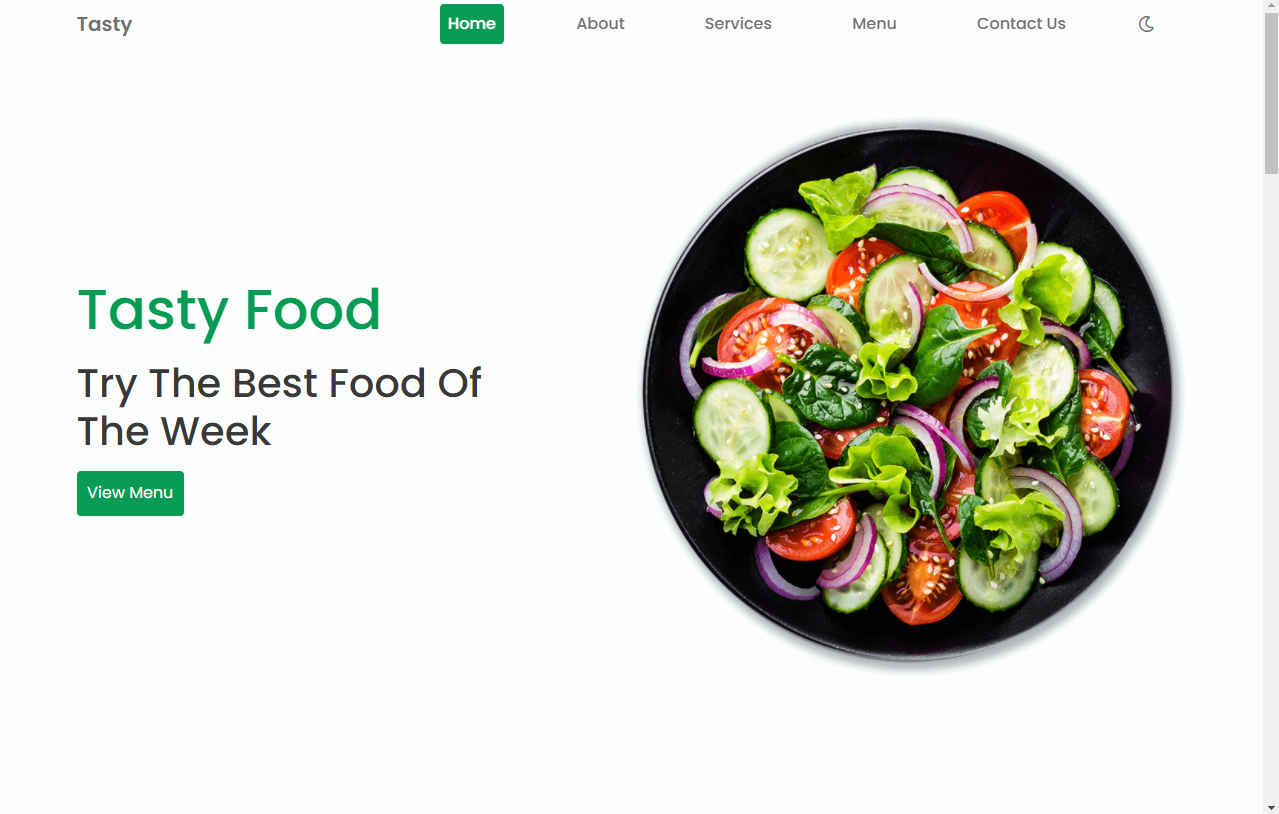 Tasty
Home
About
Services
Menu
Contact Us
Tasty Food
Try The Best Food Of
The Week
View Menu